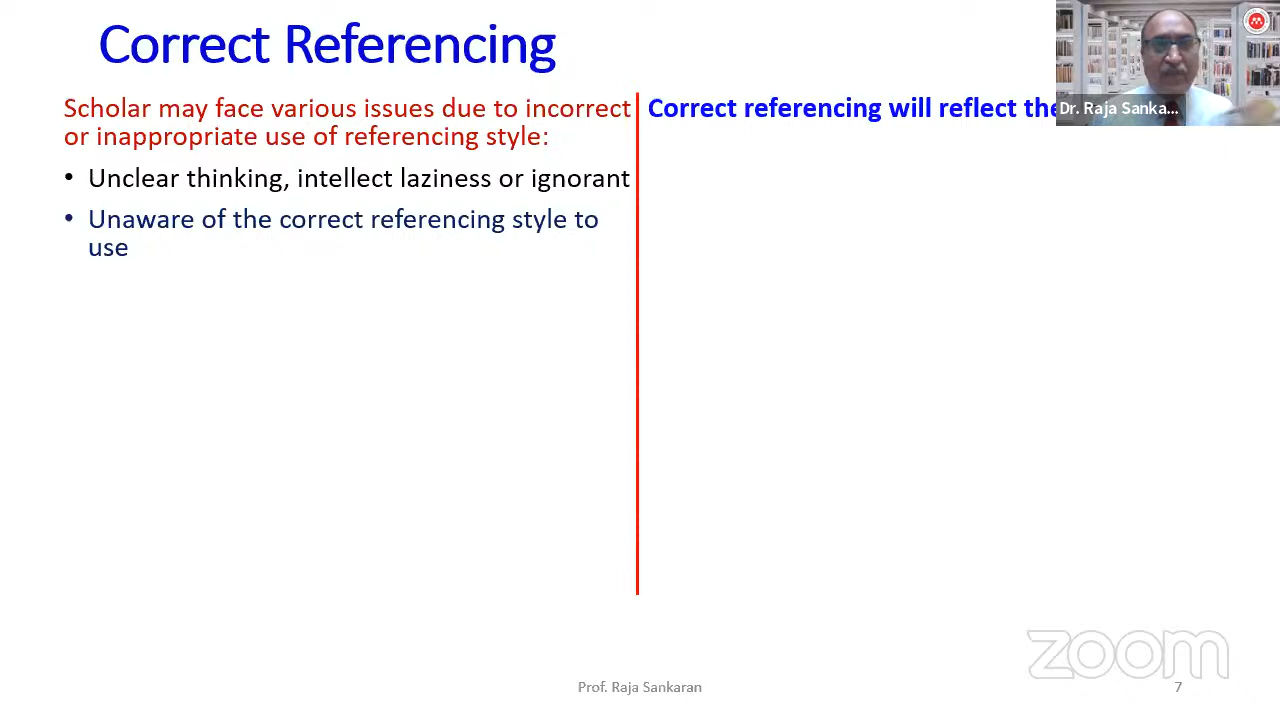 Correct Referencing
Scholar may face various issues due to incorrect
or inappropriate use of referencing style:
• Unclear thinking, intellect laziness or ignorant
• Unaware of the correct referencing style to
use
Correct referencing will reflect the
Dr. Raja Sanka...
zoom
Prof. Raja Sankaran
7